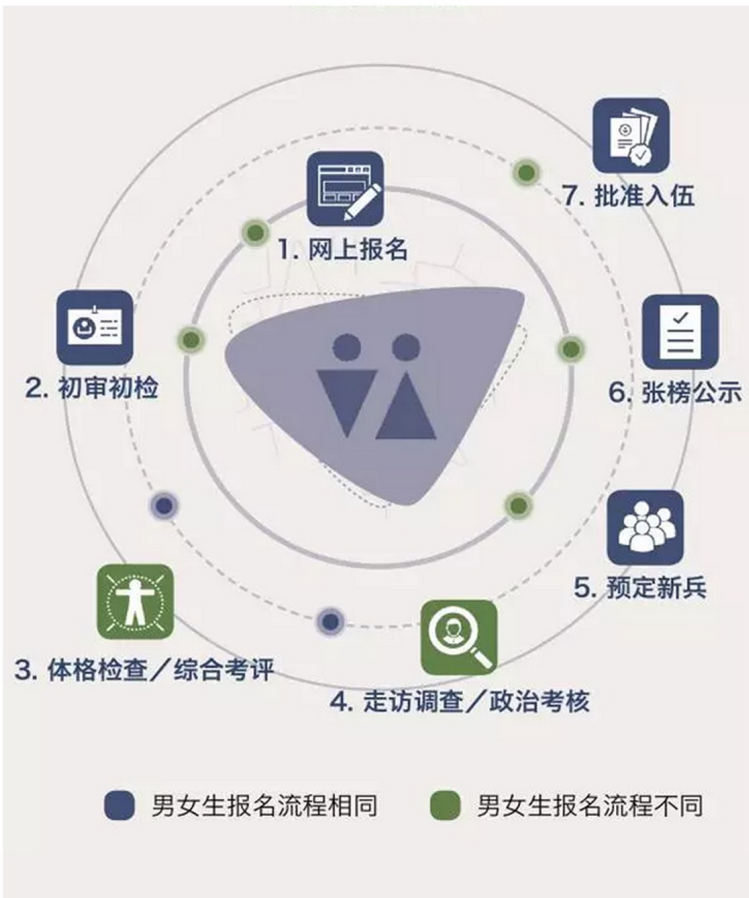 1. 网上报名
2. 初审初检
3. 体格检查／综合考评
4. 走访调查／政治考核
5. 预定新兵
6. 张榜公示
7. 批准入伍
男女生报名流程相同
男女生报名流程不同